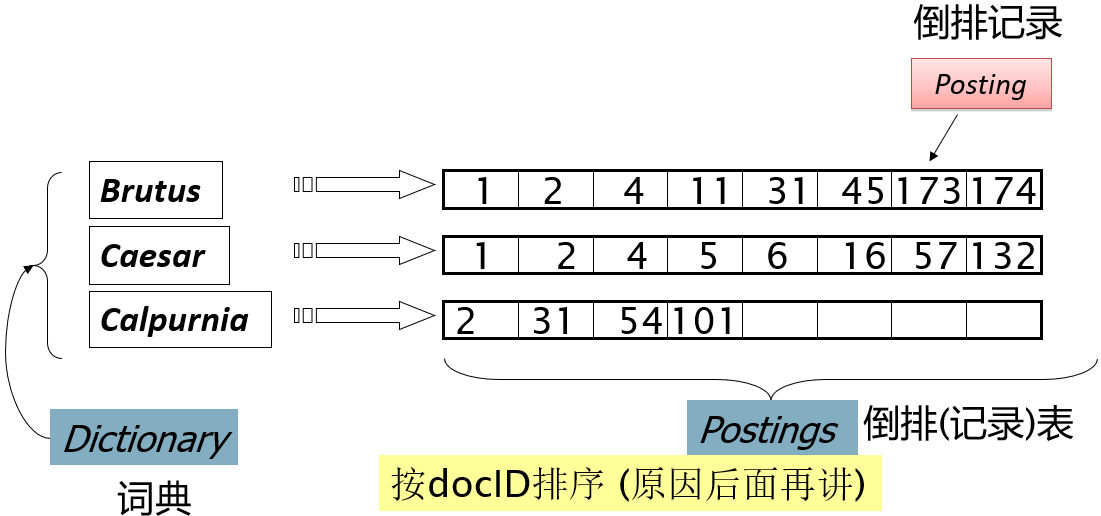 倒排记录
Posting
Brutus 1 2 4 11 31 45 173 174
Caesar 1 2 4 5 6 16 57 132
Calpurnia 2 31 54 101
Dictionary
词典
Postings 倒排(记录)表
按docID排序 (原因后面再讲)